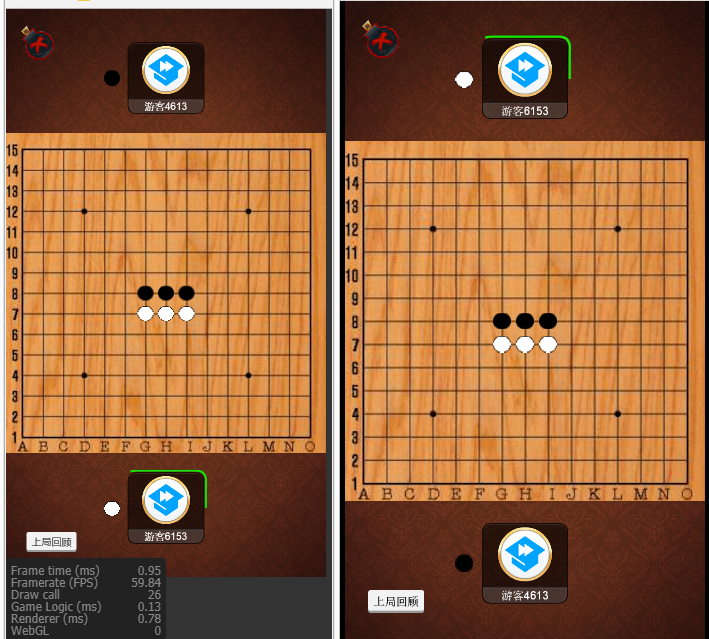 游客4613
15
14
13
12
11
10
9
8
7
6
5
4
3
2
1
A B C D E F G H I J K L M N O
游客6153
上局回顾
Frame time (ms) 0.95
Framerate (FPS) 59.84
Draw call 26
Game Logic (ms) 0.13
Renderer (ms) 0.78
WebGL 0
游客6153
15
14
13
12
11
10
9
8
7
6
5
4
3
2
1
A B C D E F G H I J K L M N O
游客4613
上局回顾